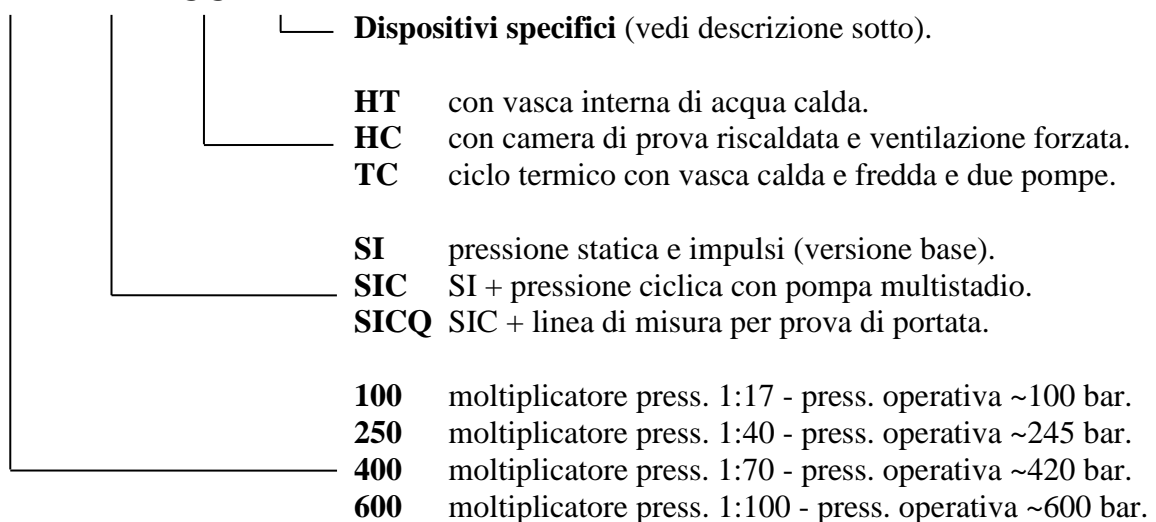 Dispositivi specifici (vedi descrizione sotto).
HT con vasca interna di acqua calda.
HC con camera di prova riscaldata e ventilazione forzata.
TC ciclo termico con vasca calda e fredda e due pompe.
SI pressione statica e impulsi (versione base).
SIC SI + pressione ciclica con pompa multistadio.
SICQ SIC + linea di misura per prova di portata.
100 moltiplicatore press. 1:17 - press. operativa ~100 bar.
250 moltiplicatore press. 1:40 - press. operativa ~245 bar.
400 moltiplicatore press. 1:70 - press. operativa ~420 bar.
600 moltiplicatore press. 1:100 - press. operativa ~600 bar.